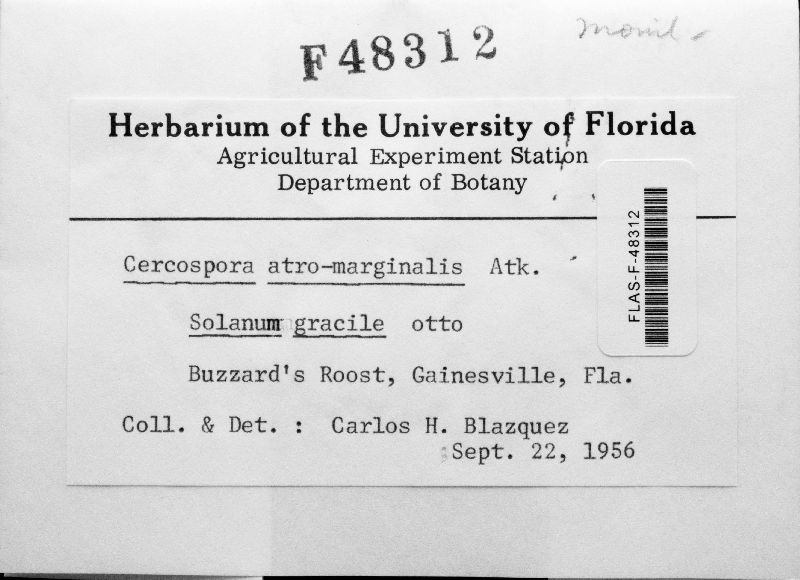 F48312
Monil-
Herbarium of the University of Florida
Agricultural Experiment Station
Department of Botany
FLAS-F-48312
Cercospora atro-marginalis Atk.
Solanum gracile otto
Buzzard's Roost, Gainesville, Fla.
Coll. & Det. : Carlos H. Blazquez
Sept. 22, 1956